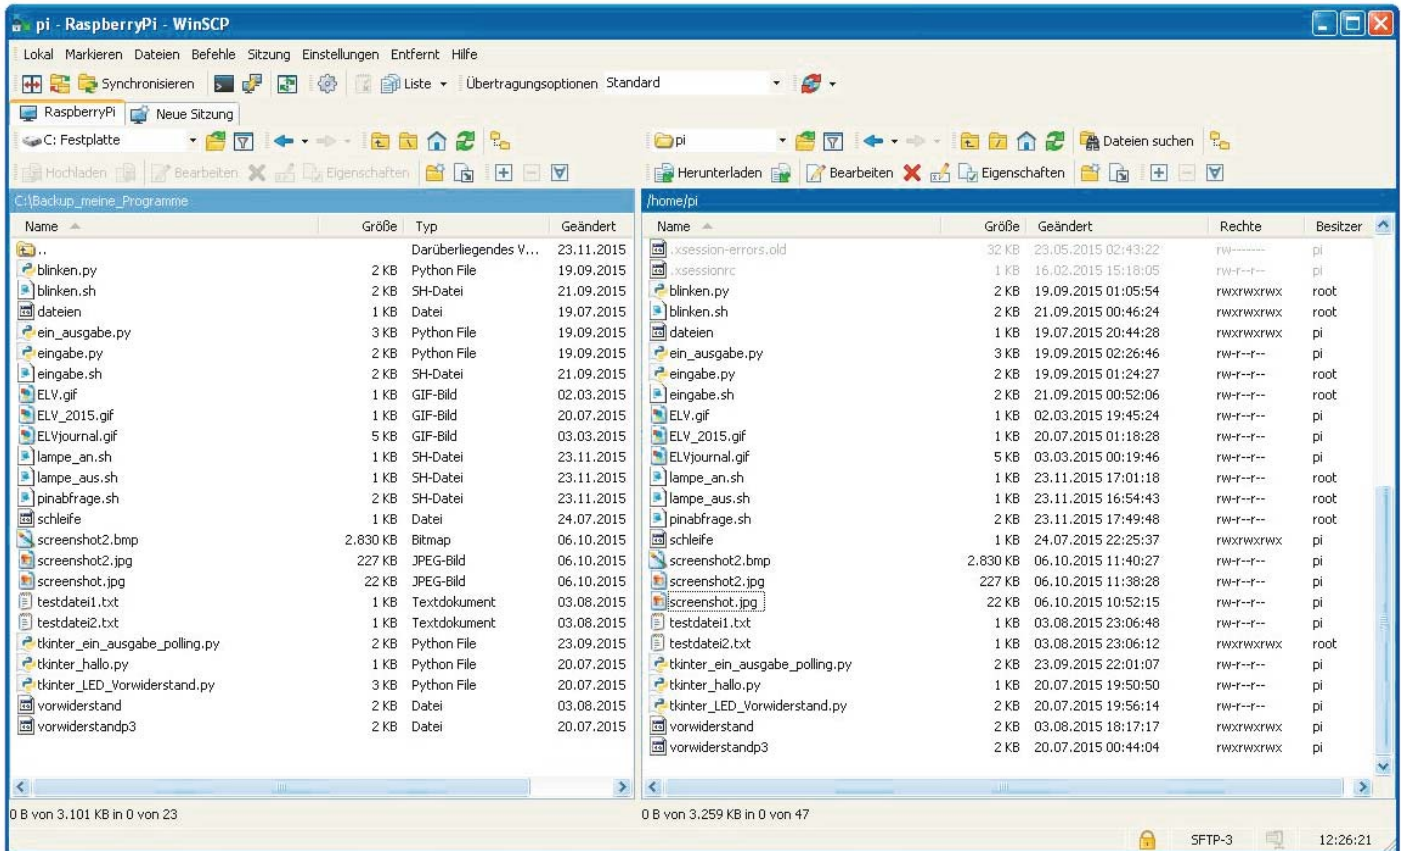 pi - RaspberryPi - WinSCP
Lokal Markieren Dateien Befehle Sitzung Einstellungen Entfernt Hilfe
Synchronisieren Liste Übertragungsoptionen Standard
RaspberryPi Neue Sitzung
C: Festplatte
Hochladen Bearbeiten Eigenschaften
C:\Backup_meine_Programme
Name Größe Typ Geändert
.. Darüberliegendes V... 23.11.2015
blinken.py 2 KB Python File 19.09.2015
blinken.sh 2 KB SH-Datei 21.09.2015
dateien 1 KB Datei 19.07.2015
ein_ausgabe.py 3 KB Python File 19.09.2015
eingabe.py 2 KB Python File 19.09.2015
eingabe.sh 2 KB SH-Datei 21.09.2015
ELV.gif 1 KB GIF-Bild 02.03.2015
ELV_2015.gif 1 KB GIF-Bild 20.07.2015
ELVjournal.gif 5 KB GIF-Bild 03.03.2015
lampe_an.sh 1 KB SH-Datei 23.11.2015
lampe_aus.sh 1 KB SH-Datei 23.11.2015
pinabfrage.sh 2 KB SH-Datei 23.11.2015
schleife 1 KB Datei 24.07.2015
screenshot2.bmp 2.830 KB Bitmap 06.10.2015
screenshot2.jpg 227 KB JPEG-Bild 06.10.2015
screenshot.jpg 22 KB JPEG-Bild 06.10.2015
testdatei1.txt 1 KB Textdokument 03.08.2015
testdatei2.txt 1 KB Textdokument 03.08.2015
tkinter_ein_ausgabe_polling.py 2 KB Python File 23.09.2015
tkinter_hallo.py 1 KB Python File 20.07.2015
tkinter_LED_Vorwiderstand.py 3 KB Python File 20.07.2015
vorwiderstand 2 KB Datei 03.08.2015
vorwiderstandp3 2 KB Datei 20.07.2015
0 B von 3.101 KB in 0 von 23
pi Dateien suchen
Herunterladen Bearbeiten Eigenschaften
/home/pi
Name Größe Geändert Rechte Besitzer
.xsession-errors.old 32 KB 23.05.2015 02:43:22 rw------- pi
.xsessionrc 1 KB 16.02.2015 15:18:05 rw-r--r-- pi
blinken.py 2 KB 19.09.2015 01:05:54 rwxrwxrwx root
blinken.sh 2 KB 21.09.2015 00:46:24 rwxrwxrwx root
dateien 1 KB 19.07.2015 20:44:28 rwxrwxrwx pi
ein_ausgabe.py 3 KB 19.09.2015 02:26:46 rw-r--r-- pi
eingabe.py 2 KB 19.09.2015 01:24:27 rw-r--r-- root
eingabe.sh 2 KB 21.09.2015 00:52:06 rw-r--r-- root
ELV.gif 1 KB 02.03.2015 19:45:24 rw-r--r-- pi
ELV_2015.gif 1 KB 20.07.2015 01:18:28 rw-r--r-- pi
ELVjournal.gif 5 KB 03.03.2015 00:19:46 rw-r--r-- pi
lampe_an.sh 1 KB 23.11.2015 17:01:18 rw-r--r-- root
lampe_aus.sh 1 KB 23.11.2015 16:54:43 rw-r--r-- root
pinabfrage.sh 2 KB 23.11.2015 17:49:48 rw-r--r-- root
schleife 1 KB 24.07.2015 22:25:37 rwxrwxrwx pi
screenshot2.bmp 2.830 KB 06.10.2015 11:40:27 rw-r--r-- pi
screenshot2.jpg 227 KB 06.10.2015 11:38:28 rw-r--r-- pi
screenshot.jpg 22 KB 06.10.2015 10:52:15 rw-r--r-- pi
testdatei1.txt 1 KB 03.08.2015 23:06:48 rw-r--r-- pi
testdatei2.txt 1 KB 03.08.2015 23:06:12 rwxrwxrwx root
tkinter_ein_ausgabe_polling.py 2 KB 23.09.2015 22:01:07 rw-r--r-- pi
tkinter_hallo.py 1 KB 20.07.2015 19:50:50 rw-r--r-- pi
tkinter_LED_Vorwiderstand.py 2 KB 20.07.2015 19:56:14 rw-r--r-- pi
vorwiderstand 2 KB 03.08.2015 18:17:17 rwxrwxrwx pi
vorwiderstandp3 2 KB 20.07.2015 00:44:04 rwxrwxrwx pi
0 B von 3.259 KB in 0 von 47
SFTP-3 12:26:21